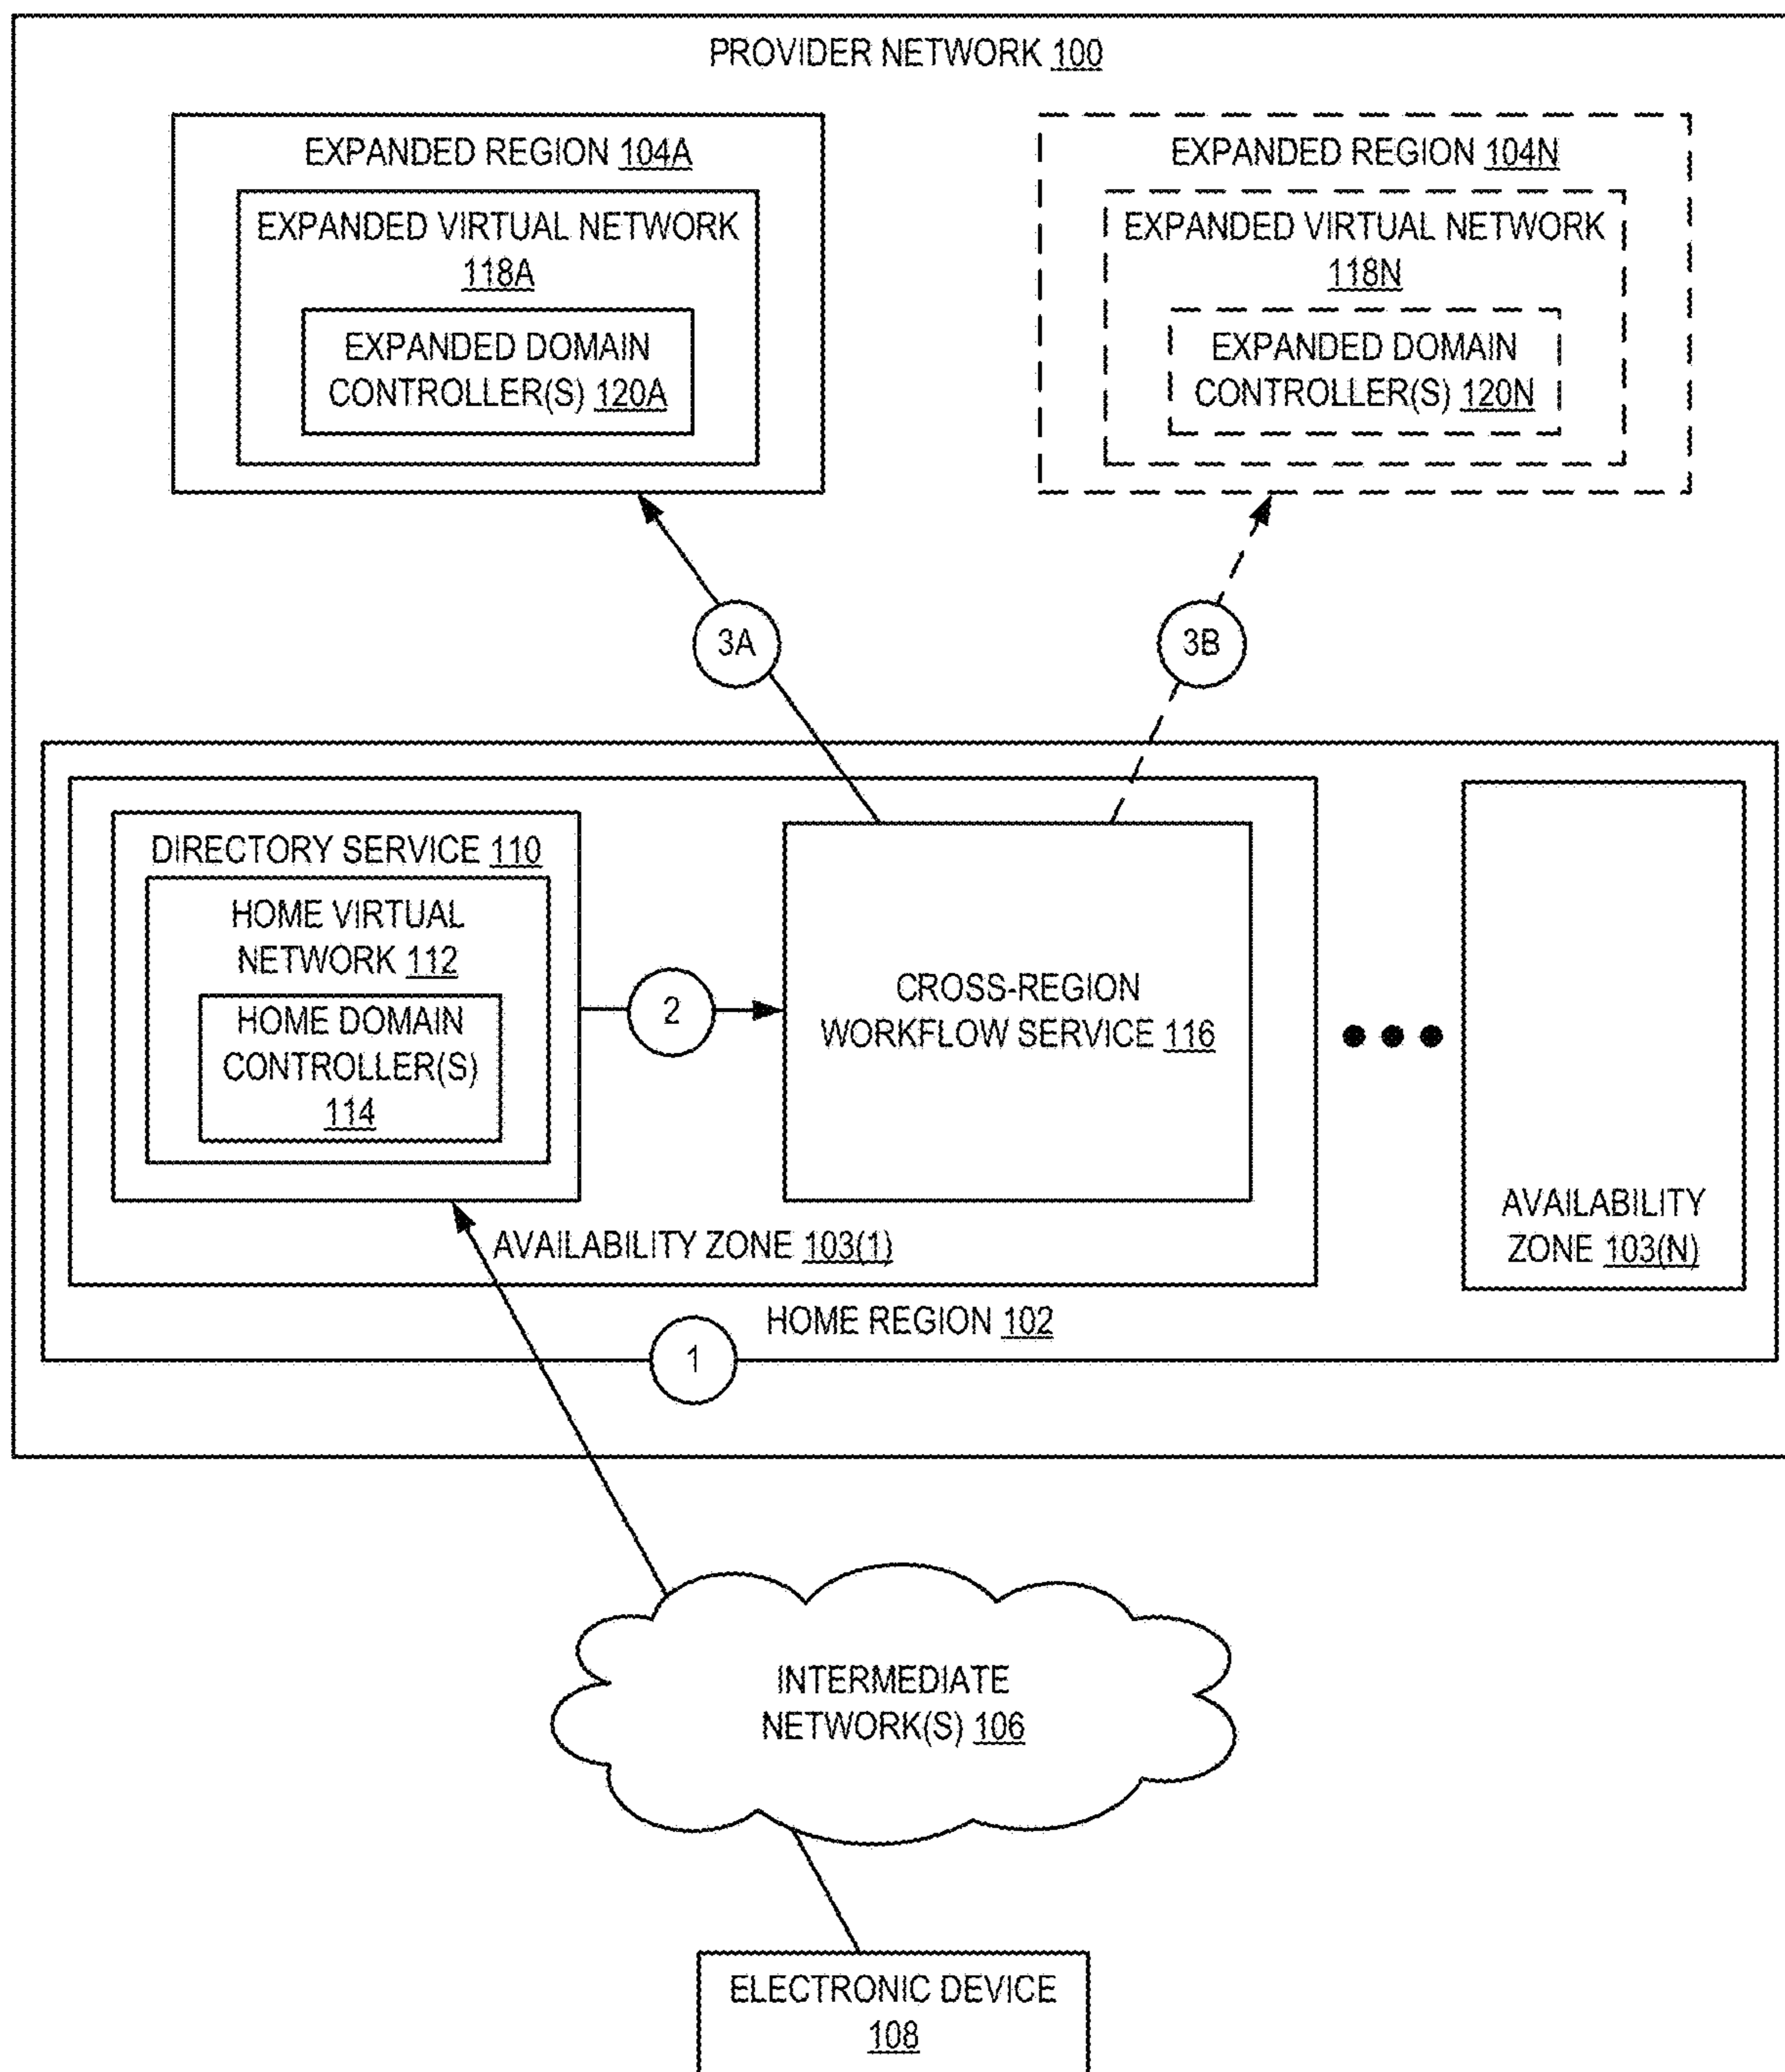 PROVIDER NETWORK 100
EXPANDED REGION 104A
EXPANDED VIRTUAL NETWORK
118A
EXPANDED DOMAIN
CONTROLLER(S) 120A
EXPANDED REGION 104N
EXPANDED VIRTUAL NETWORK
118N
EXPANDED DOMAIN
CONTROLLER(S) 120N
3A
3B
DIRECTORY SERVICE 110
HOME VIRTUAL
NETWORK 112
HOME DOMAIN
CONTROLLER(S)
114
2
CROSS-REGION
WORKFLOW SERVICE 116
AVAILABILITY ZONE 103(1)
AVAILABILITY
ZONE 103(N)
HOME REGION 102
1
INTERMEDIATE
NETWORK(S) 106
ELECTRONIC DEVICE
108